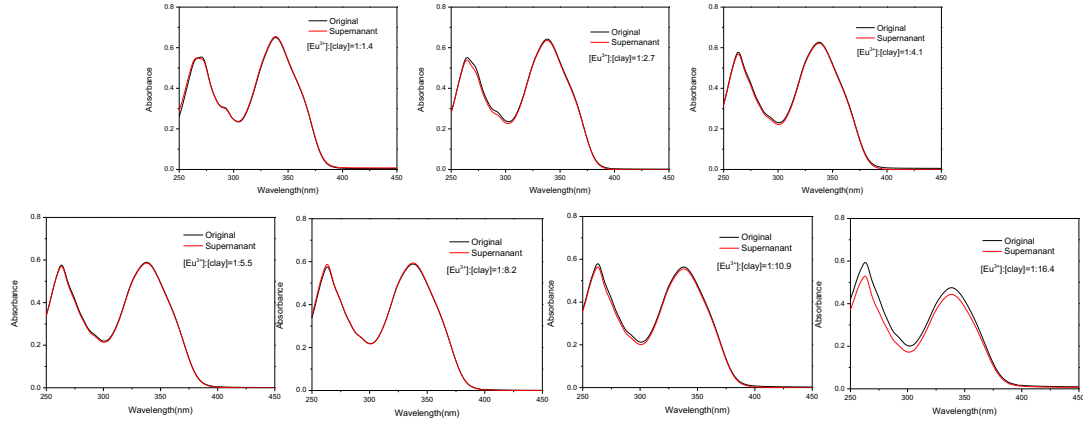 0.8
0.6
0.4
0.2
0.0
Absorbance
250
300
350
400
450
Wavelength(nm)
Original
Supernanant
[Eu³⁺]:[clay]=1:1.4
0.8
0.6
0.4
0.2
0.0
Absorbance
250
300
350
400
450
Wavelength(nm)
Original
Supernanant
[Eu³⁺]:[clay]=1:2.7
0.8
0.6
0.4
0.2
0.0
Absorbance
250
300
350
400
450
Wavelength(nm)
Original
Supernanant
[Eu³⁺]:[clay]=1:4.1
0.8
0.6
0.4
0.2
0.0
Absorbance
250
300
350
400
450
Wavelength(nm)
Original
Supernanant
[Eu³⁺]:[clay]=1:5.5
0.8
0.6
0.4
0.2
0.0
Absorbance
250
300
350
400
450
Wavelength(nm)
Original
Supernanant
[Eu³⁺]:[clay]=1:8.2
0.8
0.6
0.4
0.2
0.0
Absorbance
250
300
350
400
450
Wavelength(nm)
Original
Supernanant
[Eu³⁺]:[clay]=1:10.9
0.8
0.6
0.4
0.2
0.0
Absorbance
250
300
350
400
450
Wavelength(nm)
Original
Supernanant
[Eu³⁺]:[clay]=1:16.4